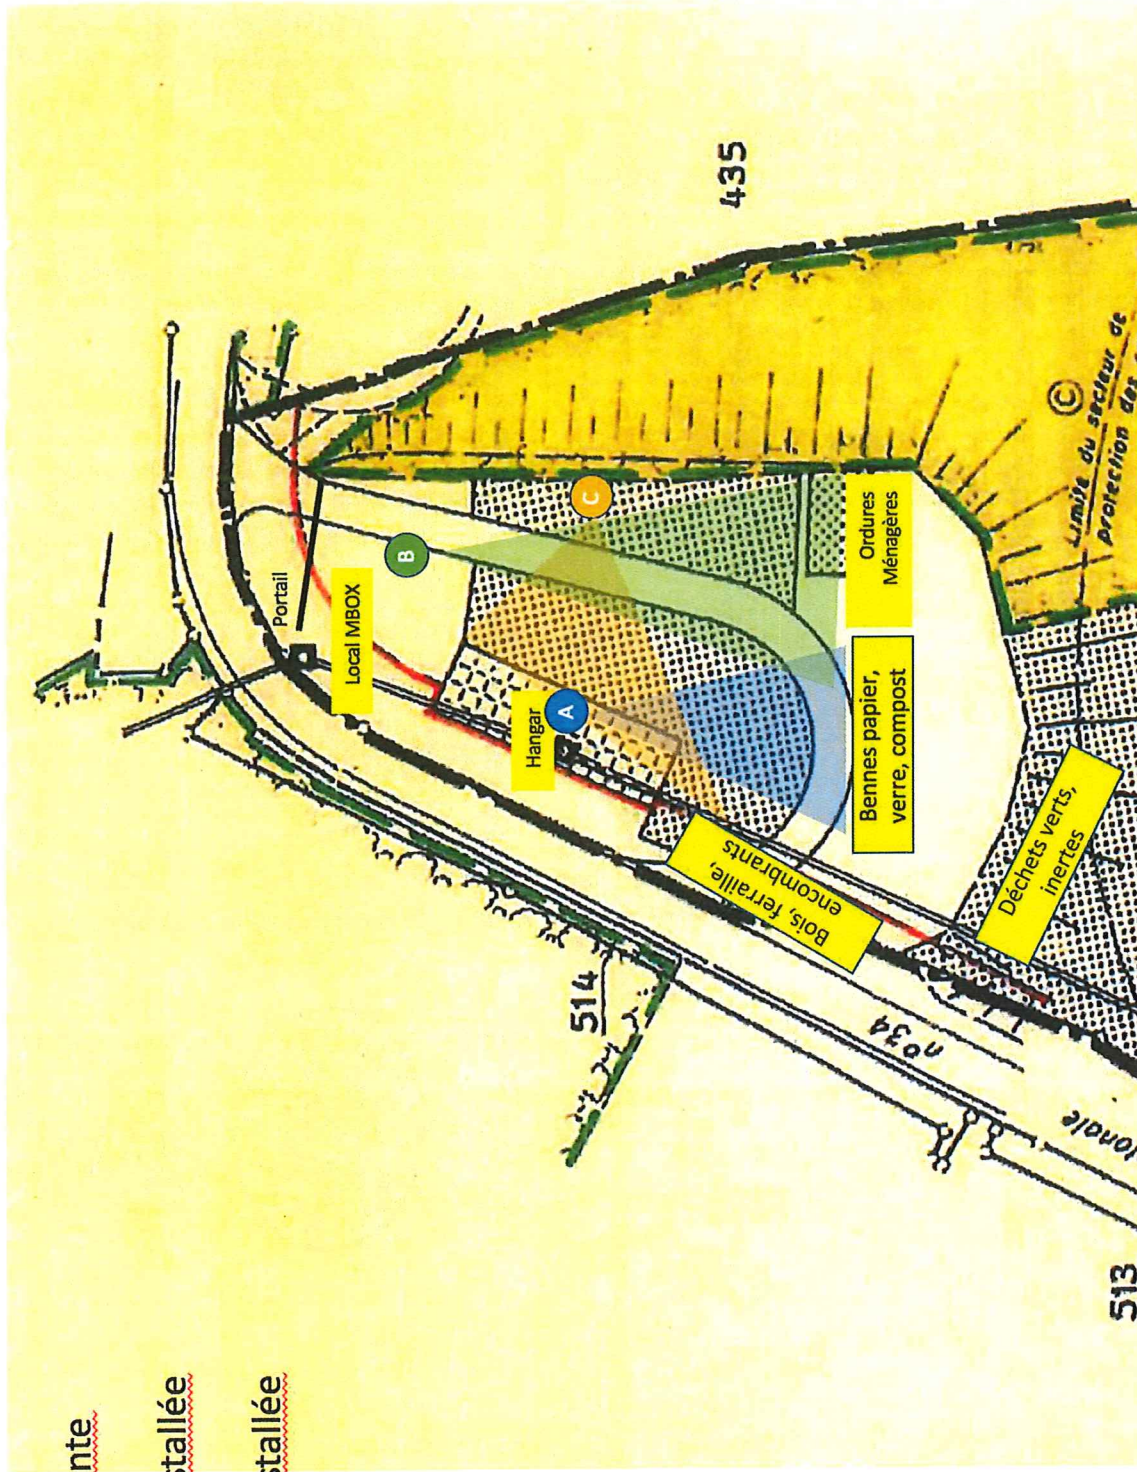 nte
stallée
stallée
Portail
Local MBOX
Hangar
A
B
C
Bois, ferraille,
encombrants
Bennes papier,
verre, compost
Ordures
Ménagères
Déchets verts,
inertes
435
514
513
n°34
onale
C
Limite du secteur de
protection des